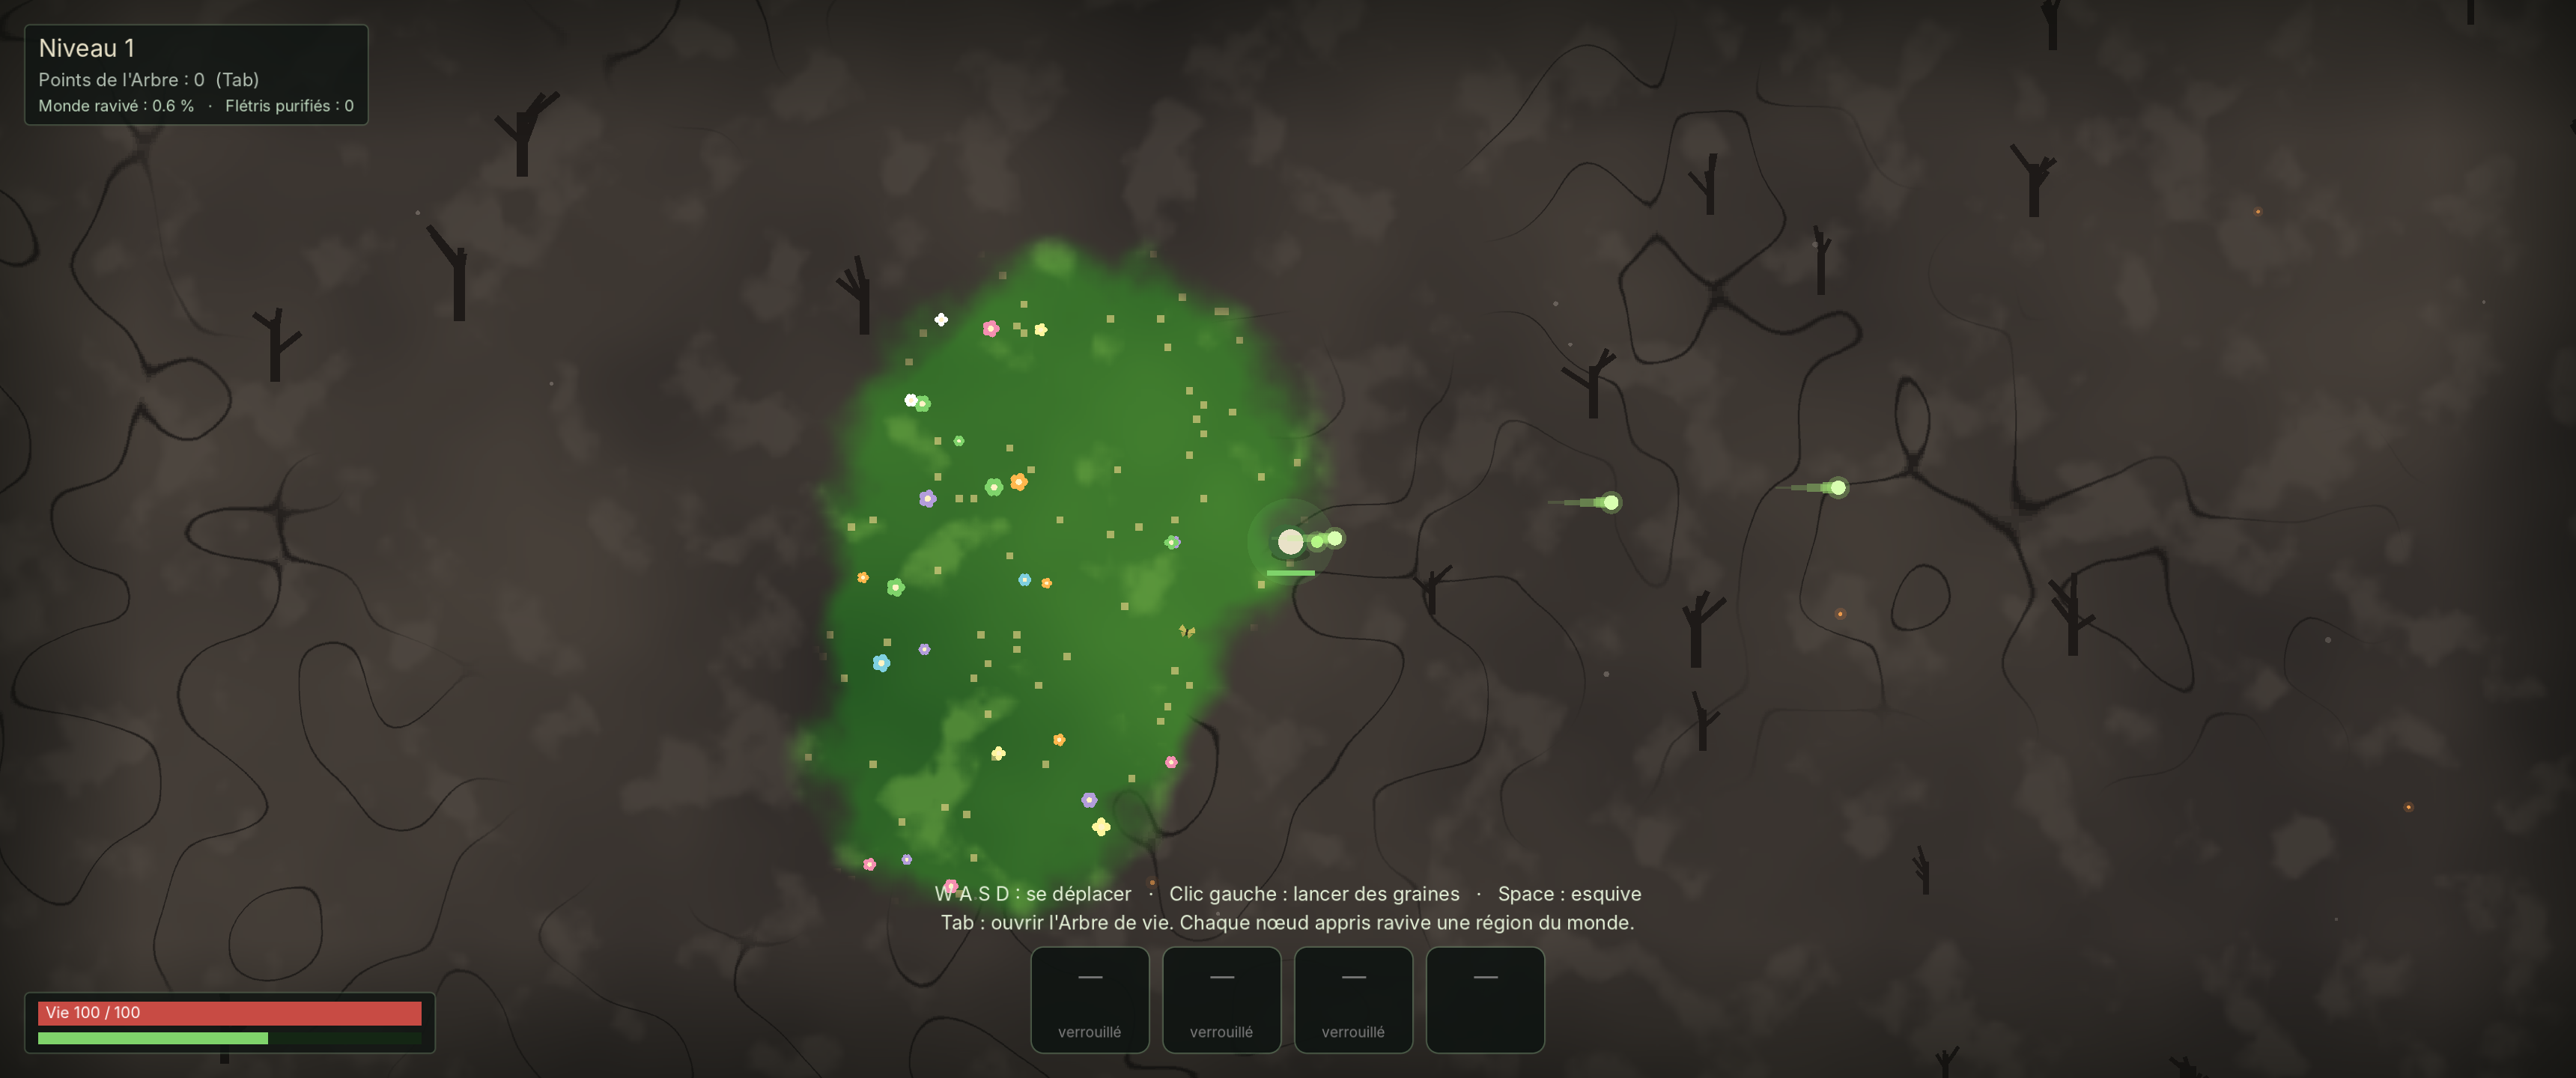 Niveau 1
Points de l'Arbre : 0 (Tab)
Monde ravivé : 0.6 % · Flétris purifiés : 0
W A S D : se déplacer · Clic gauche : lancer des graines · Space : esquive
Tab : ouvrir l'Arbre de vie. Chaque nœud appris ravive une région du monde.
— — — —
verrouillé verrouillé verrouillé
Vie 100 / 100